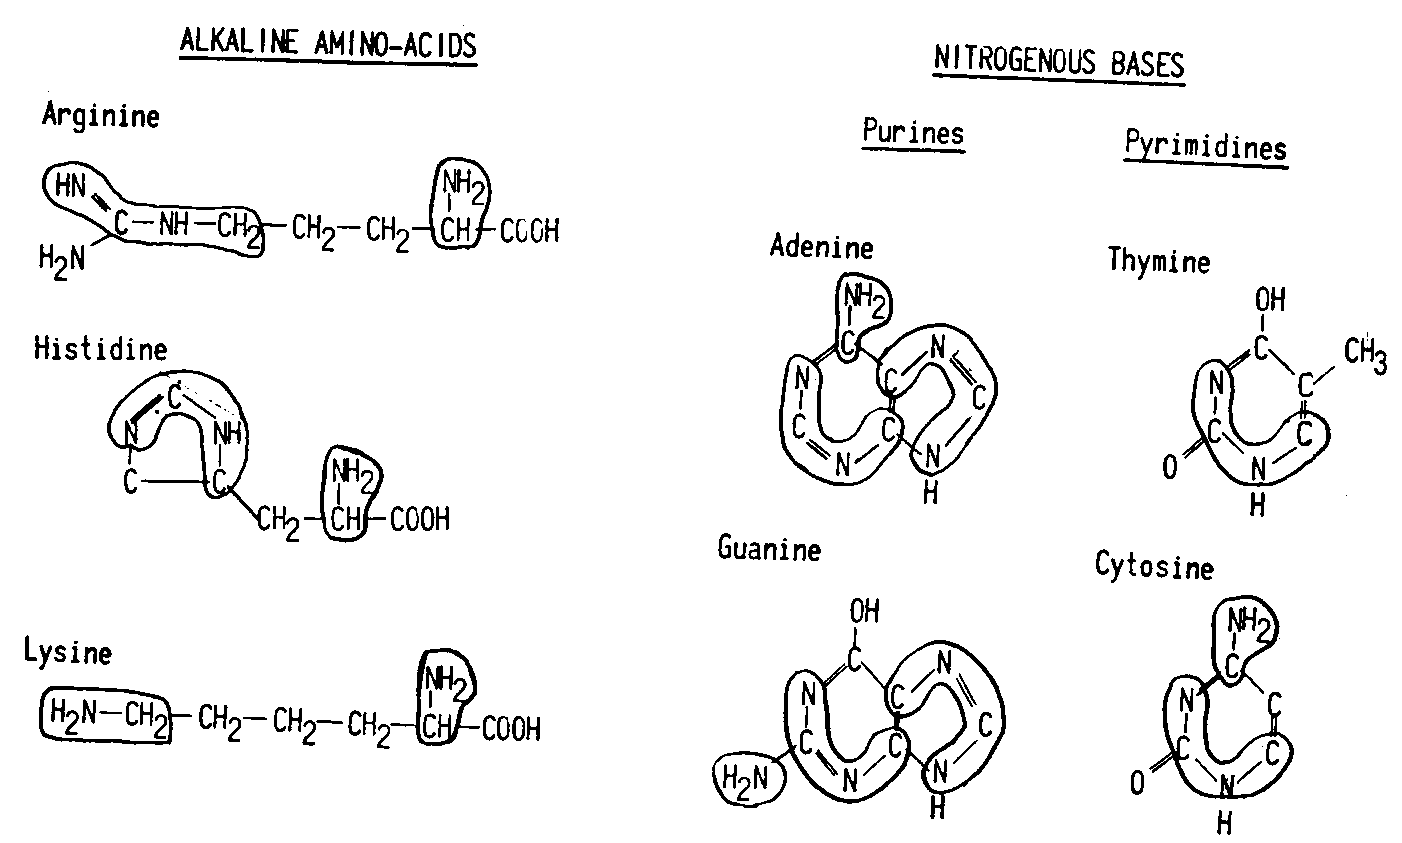 ALKALINE AMINO-ACIDS
Arginine
HN
NH2
C-NH-CH2-CH2-CH2-CH-COOH
H2N
Histidine
C
N NH
C C
NH2
CH2-CH-COOH
Lysine
NH2
H2N-CH2-CH2-CH2-CH2-CH-COOH
NITROGENOUS BASES
Purines
Pyrimidines
Adenine
NH2
C N
N C C
C C
N N
H
Thymine
OH
C CH3
N C
C C
O N
H
Guanine
OH
C N
N C C
C C
H2N N N
H
Cytosine
NH2
C
N C
C C
O N
H